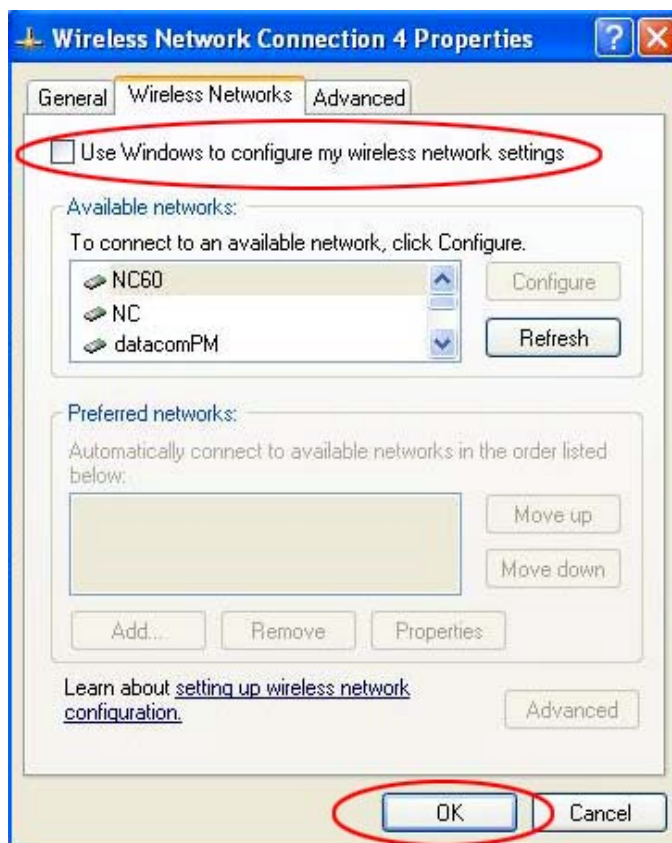 Wireless Network Connection 4 Properties
General Wireless Networks Advanced
Use Windows to configure my wireless network settings
Available networks:
To connect to an available network, click Configure.
NC60
NC
datacomPM
Configure
Refresh
Preferred networks:
Automatically connect to available networks in the order listed
below:
Move up
Move down
Add... Remove Properties
Learn about setting up wireless network
configuration.
Advanced
OK Cancel